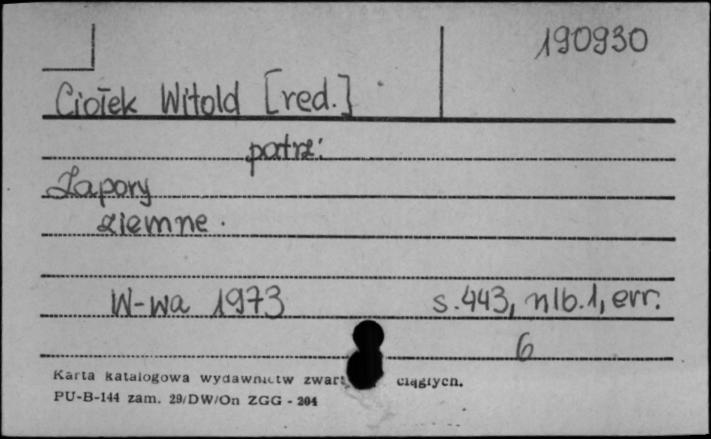 190930
Ciołek Witold [red.]
patrz:
Zapory
ziemne.
W-wa 1973 s.443, nlb.1, err.
6
Karta katalogowa wydawnictw zwart ciągłych.
PU-B-144 zam. 29/DW/On ZGG - 204